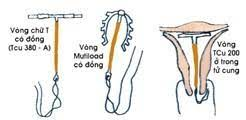 Vòng chữ T
có đồng
(Tcu 380 - A)
Vòng
Multiload
có đồng
Vòng
TCu 200
ở trong
tử cung